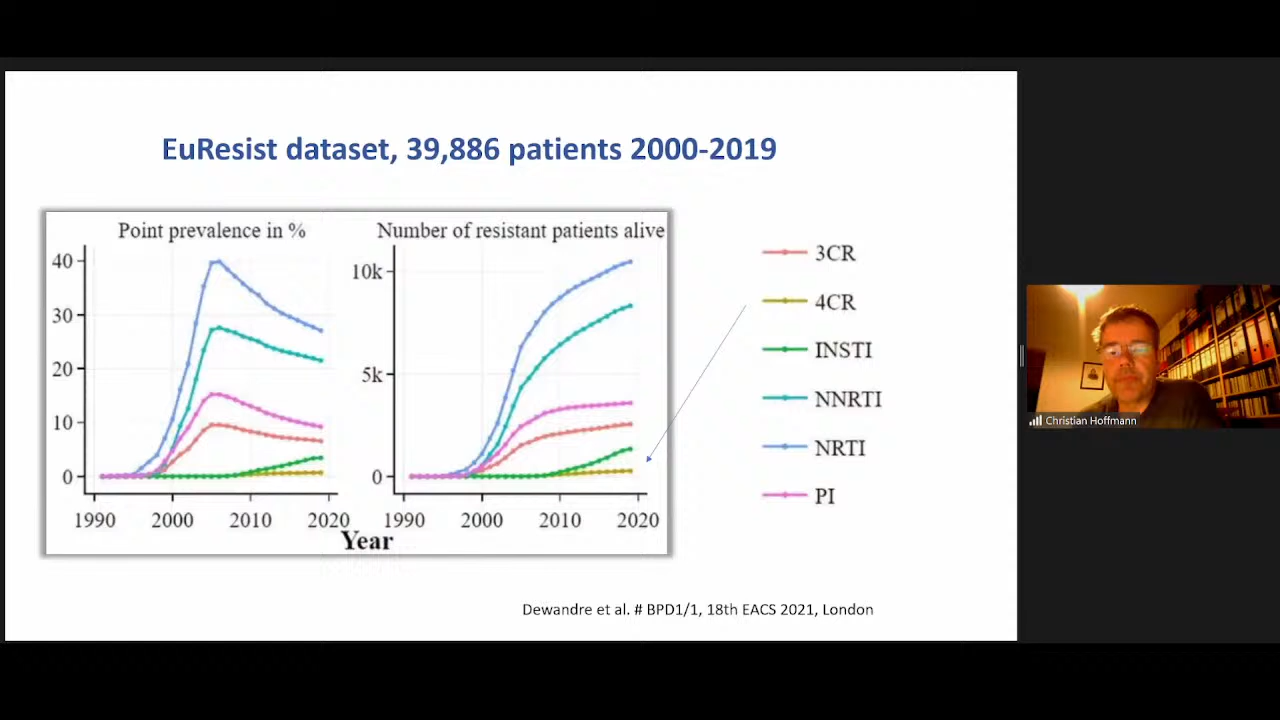 EuResist dataset, 39,886 patients 2000-2019
Point prevalence in %
Number of resistant patients alive
40
30
20
10
0
10k
5k
0
1990 2000 2010 2020
1990 2000 2010 2020
Year
3CR
4CR
INSTI
NNRTI
NRTI
PI
Dewandre et al. # BPD1/1, 18th EACS 2021, London
Christian Hoffmann